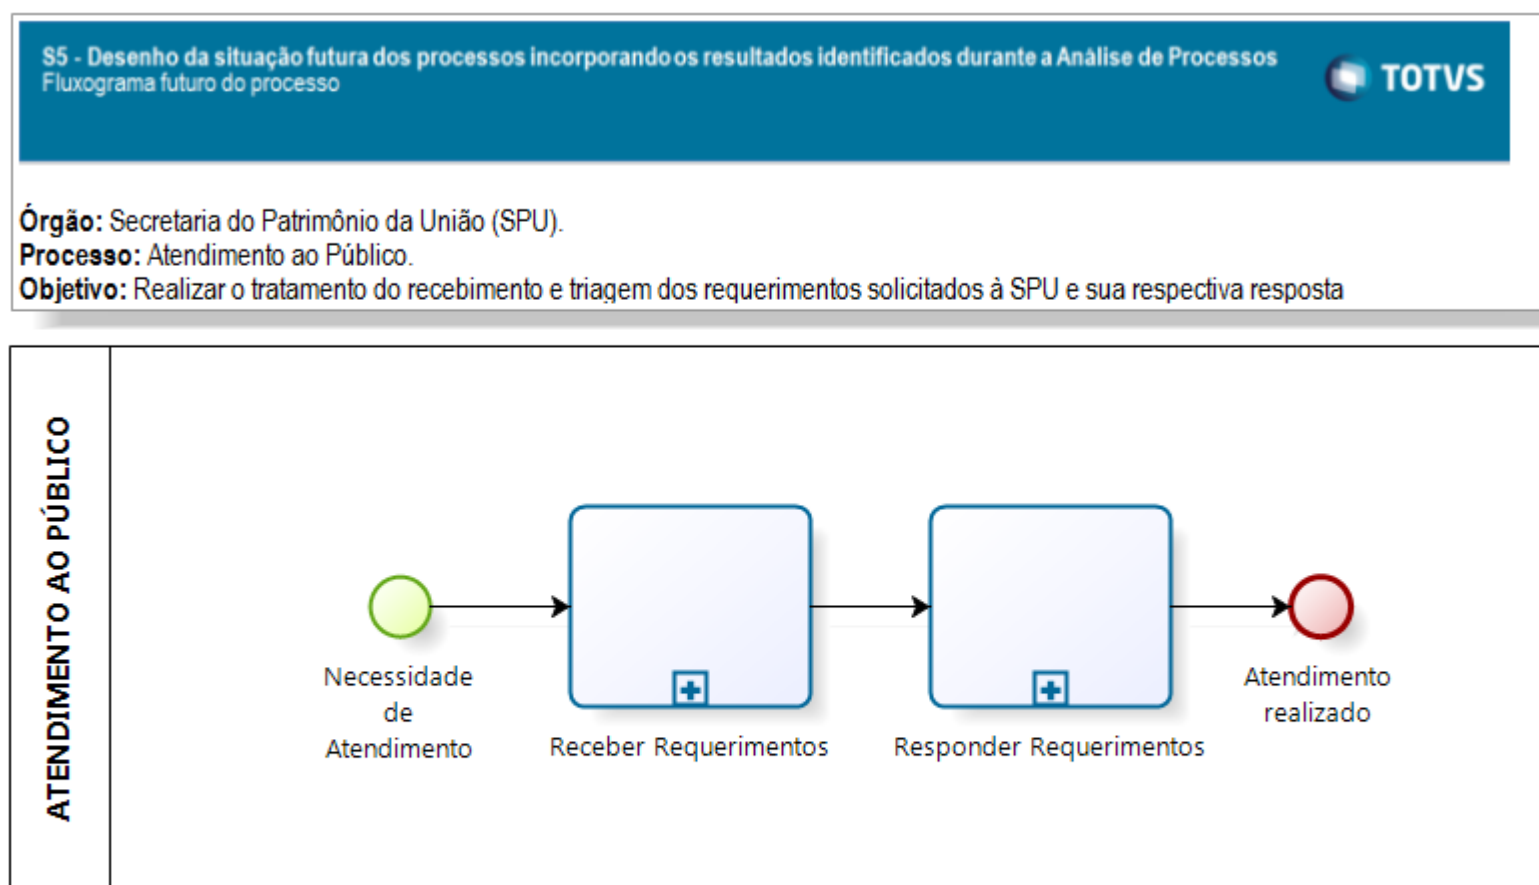 S5 - Desenho da situação futura dos processos incorporando os resultados identificados durante a Análise de Processos
Fluxograma futuro do processo
TOTVS
Órgão: Secretaria do Patrimônio da União (SPU).
Processo: Atendimento ao Público.
Objetivo: Realizar o tratamento do recebimento e triagem dos requerimentos solicitados à SPU e sua respectiva resposta
ATENDIMENTO AO PÚBLICO
Necessidade
de
Atendimento
Receber Requerimentos
Responder Requerimentos
Atendimento
realizado